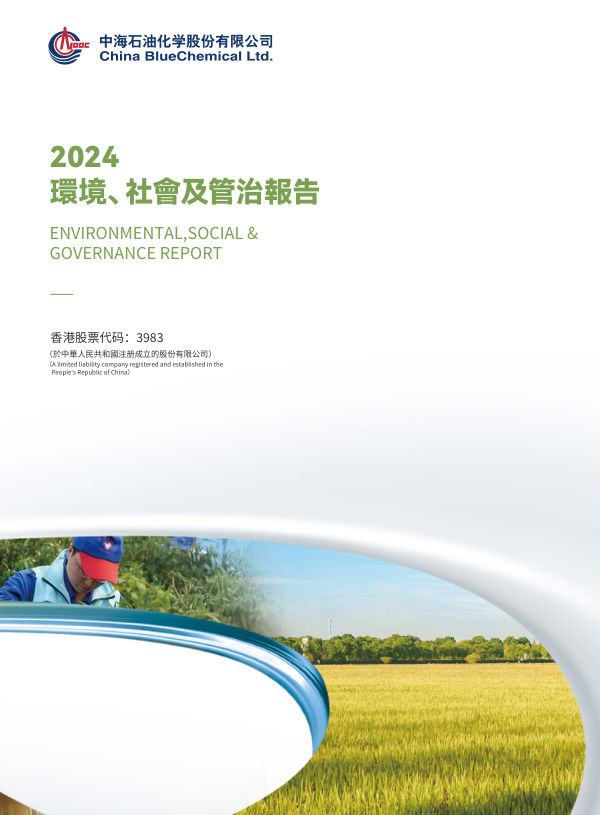 CNOOC
中海石油化学股份有限公司
China BlueChemical Ltd.
2024
環境、社會及管治報告
ENVIRONMENTAL,SOCIAL &
GOVERNANCE REPORT
香港股票代码：3983
（於中華人民共和國注册成立的股份有限公司）
(A limited liability company registered and established in the
People's Republic of China)